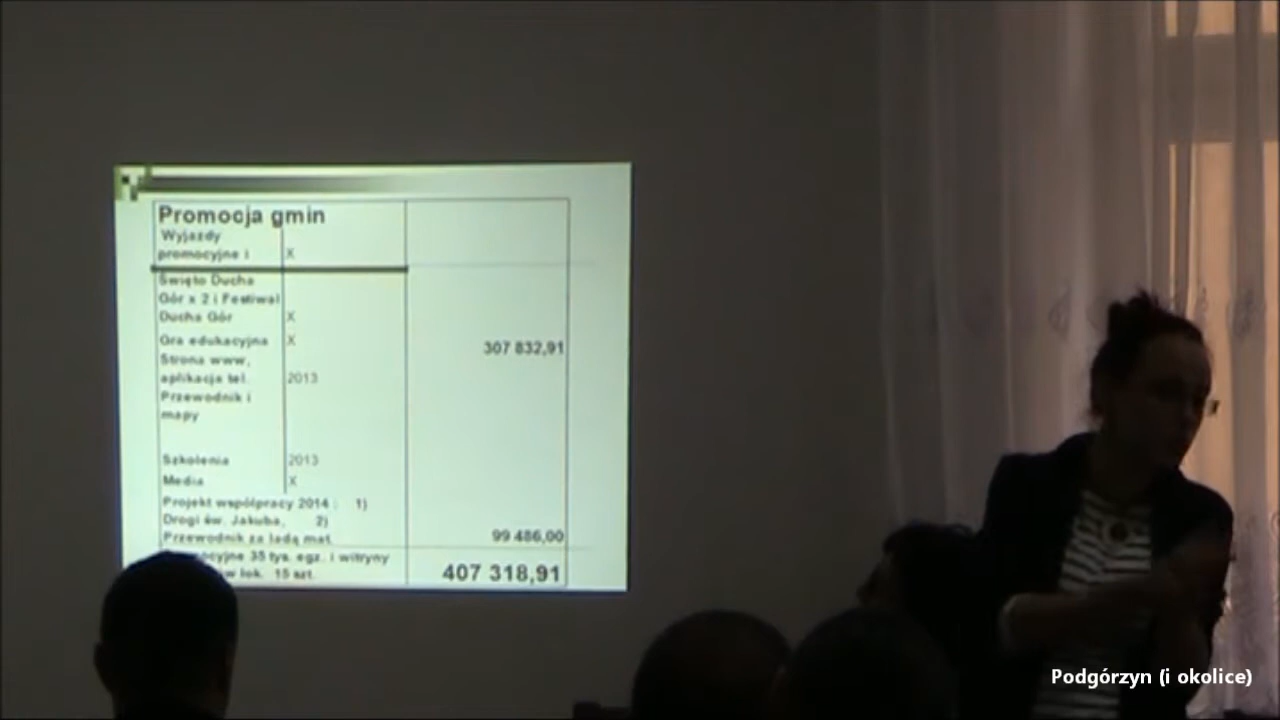 Promocja gmin
Wyjazdy
promocyjne i X
Święto Ducha
Gór x 2 i Festiwal
Ducha Gór X
Gra edukacyjna X
307 832,91
Strona www,
aplikacja tel. 2013
Przewodnik i
mapy
Szkolenia 2013
Media X
Projekt współpracy 2014 : 1)
Drogi św. Jakuba, 2)
Przewodnik za ladą mat. 99 486,00
35 tys. egz. i witryny
w lok. 15 szt. 407 318,91
Podgórzyn (i okolice)